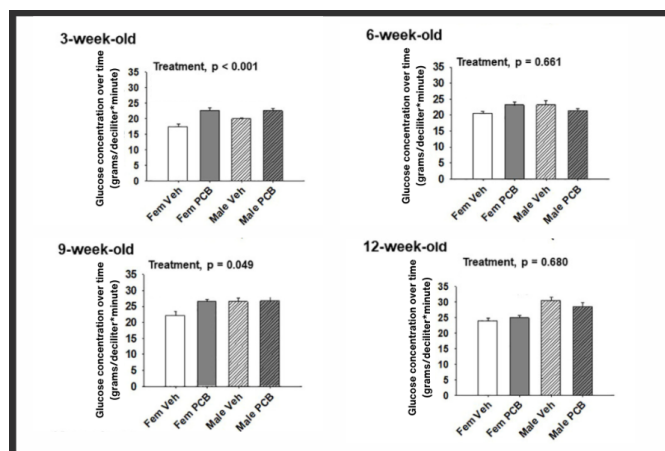 3-week-old
Treatment, p < 0.001
Glucose concentration over time
(grams/deciliter*minute)
35
30
25
20
15
10
5
0
Fem Veh
Fem PCB
Male Veh
Male PCB
6-week-old
Treatment, p = 0.661
Glucose concentration over time
(grams/deciliter*minute)
35
30
25
20
15
10
5
0
Fem Veh
Fem PCB
Male Veh
Male PCB
9-week-old
Treatment, p = 0.049
Glucose concentration over time
(grams/deciliter*minute)
35
30
25
20
15
10
5
0
Fem Veh
Fem PCB
Male Veh
Male PCB
12-week-old
Treatment, p = 0.680
Glucose concentration over time
(grams/deciliter*minute)
35
30
25
20
15
10
5
0
Fem Veh
Fem PCB
Male Veh
Male PCB